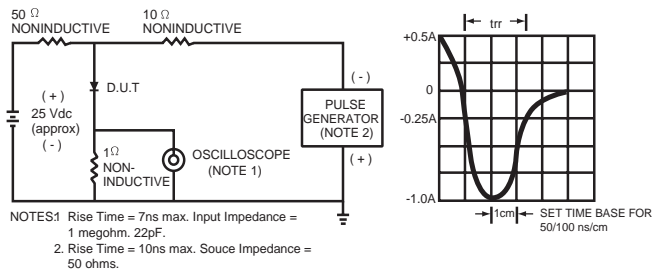 50 Ω
NONINDUCTIVE
10 Ω
NONINDUCTIVE
D.U.T
( + )
25 Vdc
(approx)
( - )
1Ω
NON-
INDUCTIVE
OSCILLOSCOPE
(NOTE 1)
( - )
PULSE
GENERATOR
(NOTE 2)
( + )
trr
+0.5A
0
-0.25A
-1.0A
1cm
SET TIME BASE FOR
50/100 ns/cm
NOTES:1 Rise Time = 7ns max. Input Impedance =
1 megohm. 22pF.
2. Rise Time = 10ns max. Souce Impedance =
50 ohms.